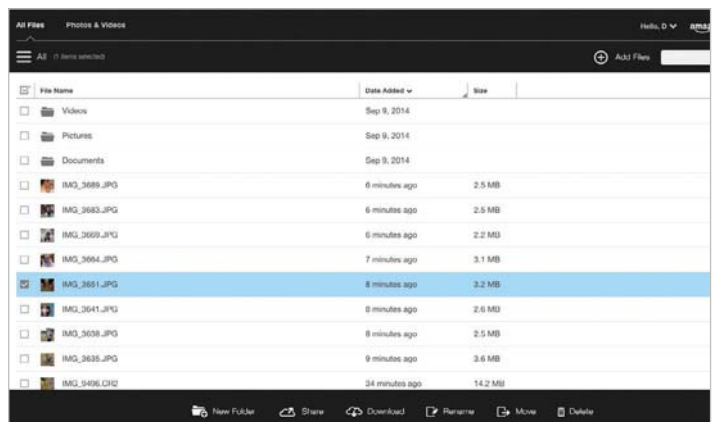 All Files Photos & Videos Hello, D amaz
All (1 items selected) Add Files
File Name Date Added Size
Videos Sep 9, 2014
Pictures Sep 9, 2014
Documents Sep 9, 2014
IMG_3689.JPG 6 minutes ago 2.5 MB
IMG_3683.JPG 6 minutes ago 2.5 MB
IMG_3669.JPG 6 minutes ago 2.2 MB
IMG_3664.JPG 7 minutes ago 3.1 MB
IMG_3651.JPG 8 minutes ago 3.2 MB
IMG_3641.JPG 8 minutes ago 2.6 MB
IMG_3638.JPG 8 minutes ago 2.5 MB
IMG_3635.JPG 9 minutes ago 3.6 MB
IMG_9496.CR2 34 minutes ago 14.2 MB
New Folder Share Download Rename Move Delete